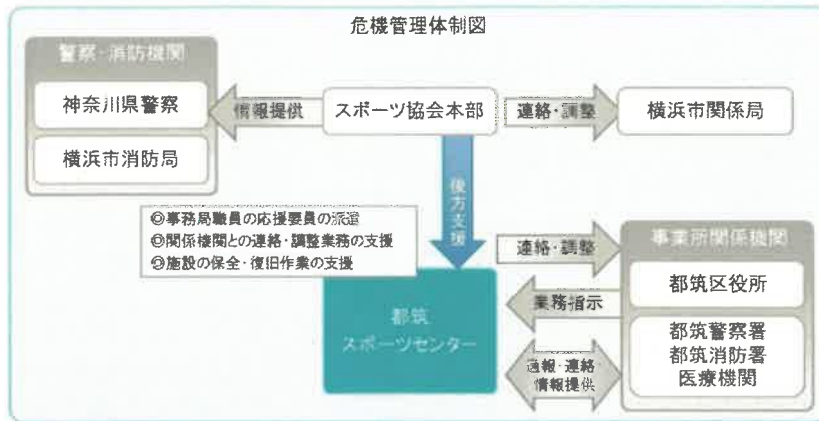 危機管理体制図
警察・消防機関
神奈川県警察
横浜市消防局
情報提供
スポーツ協会本部
連絡・調整
横浜市関係局
後方支援
◎事務局職員の応援要員の派遣
◎関係機関との連絡・調整業務の支援
◎施設の保全・復旧作業の支援
都筑
スポーツセンター
連絡・調整
業務指示
通報・連絡・
情報提供
事業所関係機関
都筑区役所
都筑警察署
都筑消防署
医療機関